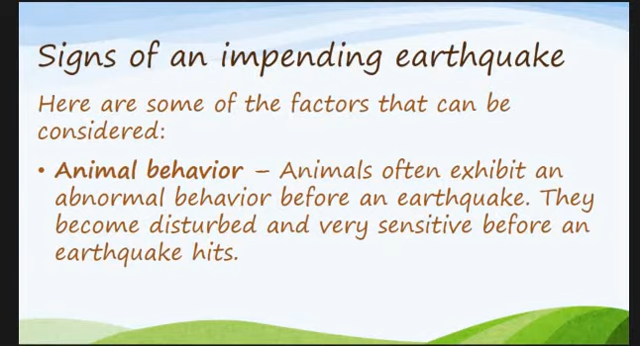 Signs of an impending earthquake
Here are some of the factors that can be
considered:
• Animal behavior – Animals often exhibit an
abnormal behavior before an earthquake. They
become disturbed and very sensitive before an
earthquake hits.